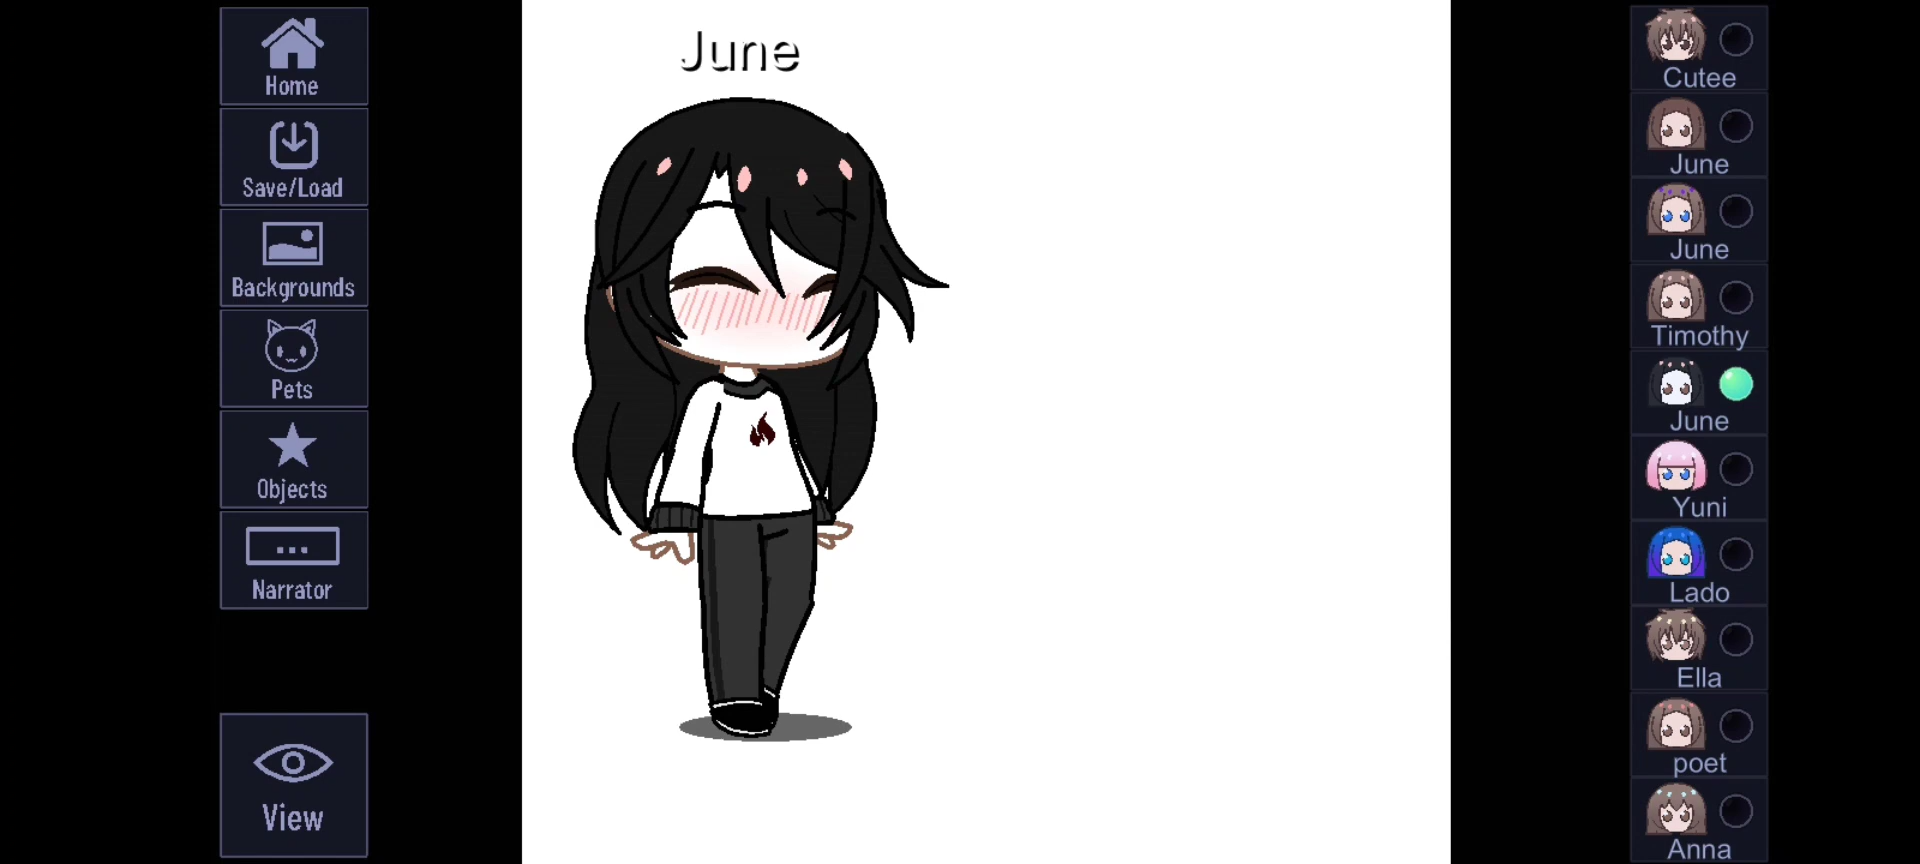 Home
Save/Load
Backgrounds
Pets
Objects
Narrator
View
June
Cutee
June
June
Timothy
June
Yuni
Lado
Ella
poet
Anna